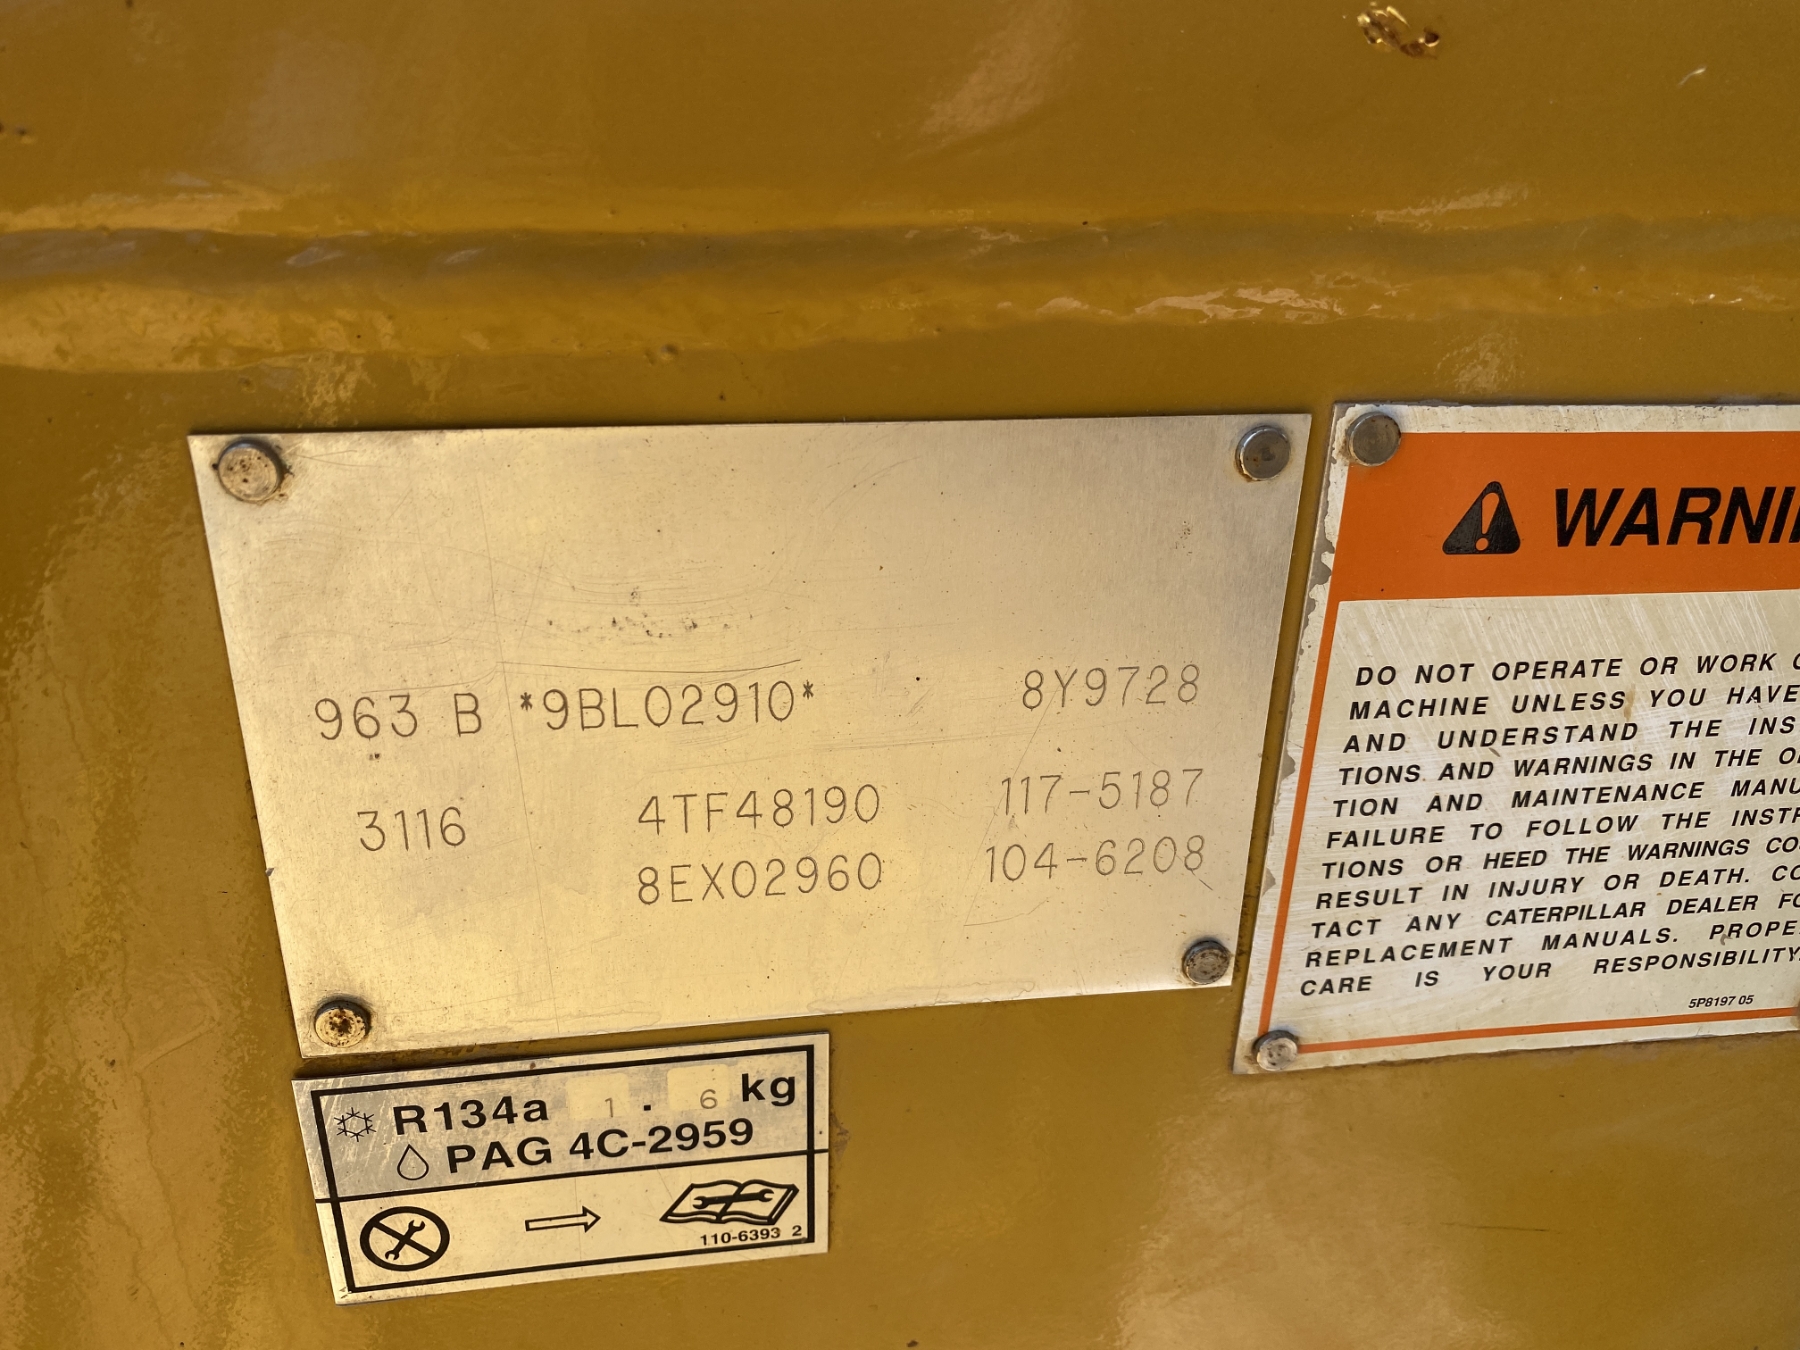 963 B *9BL02910* 8Y9728
3116 4TF48190 117-5187
8EX02960 104-6208
R134a 1 . 6 kg
PAG 4C-2959
110-6393 2
DO NOT OPERATE OR WORK
MACHINE UNLESS YOU HAVE
AND UNDERSTAND THE INS
TIONS AND WARNINGS IN THE
TION AND MAINTENANCE MANU
FAILURE TO FOLLOW THE INSTR
TIONS OR HEED THE WARNINGS CO
RESULT IN INJURY OR DEATH. CO
TACT ANY CATERPILLAR DEALER FO
REPLACEMENT MANUALS. PROPE
CARE IS YOUR RESPONSIBILITY.
5P8197 05